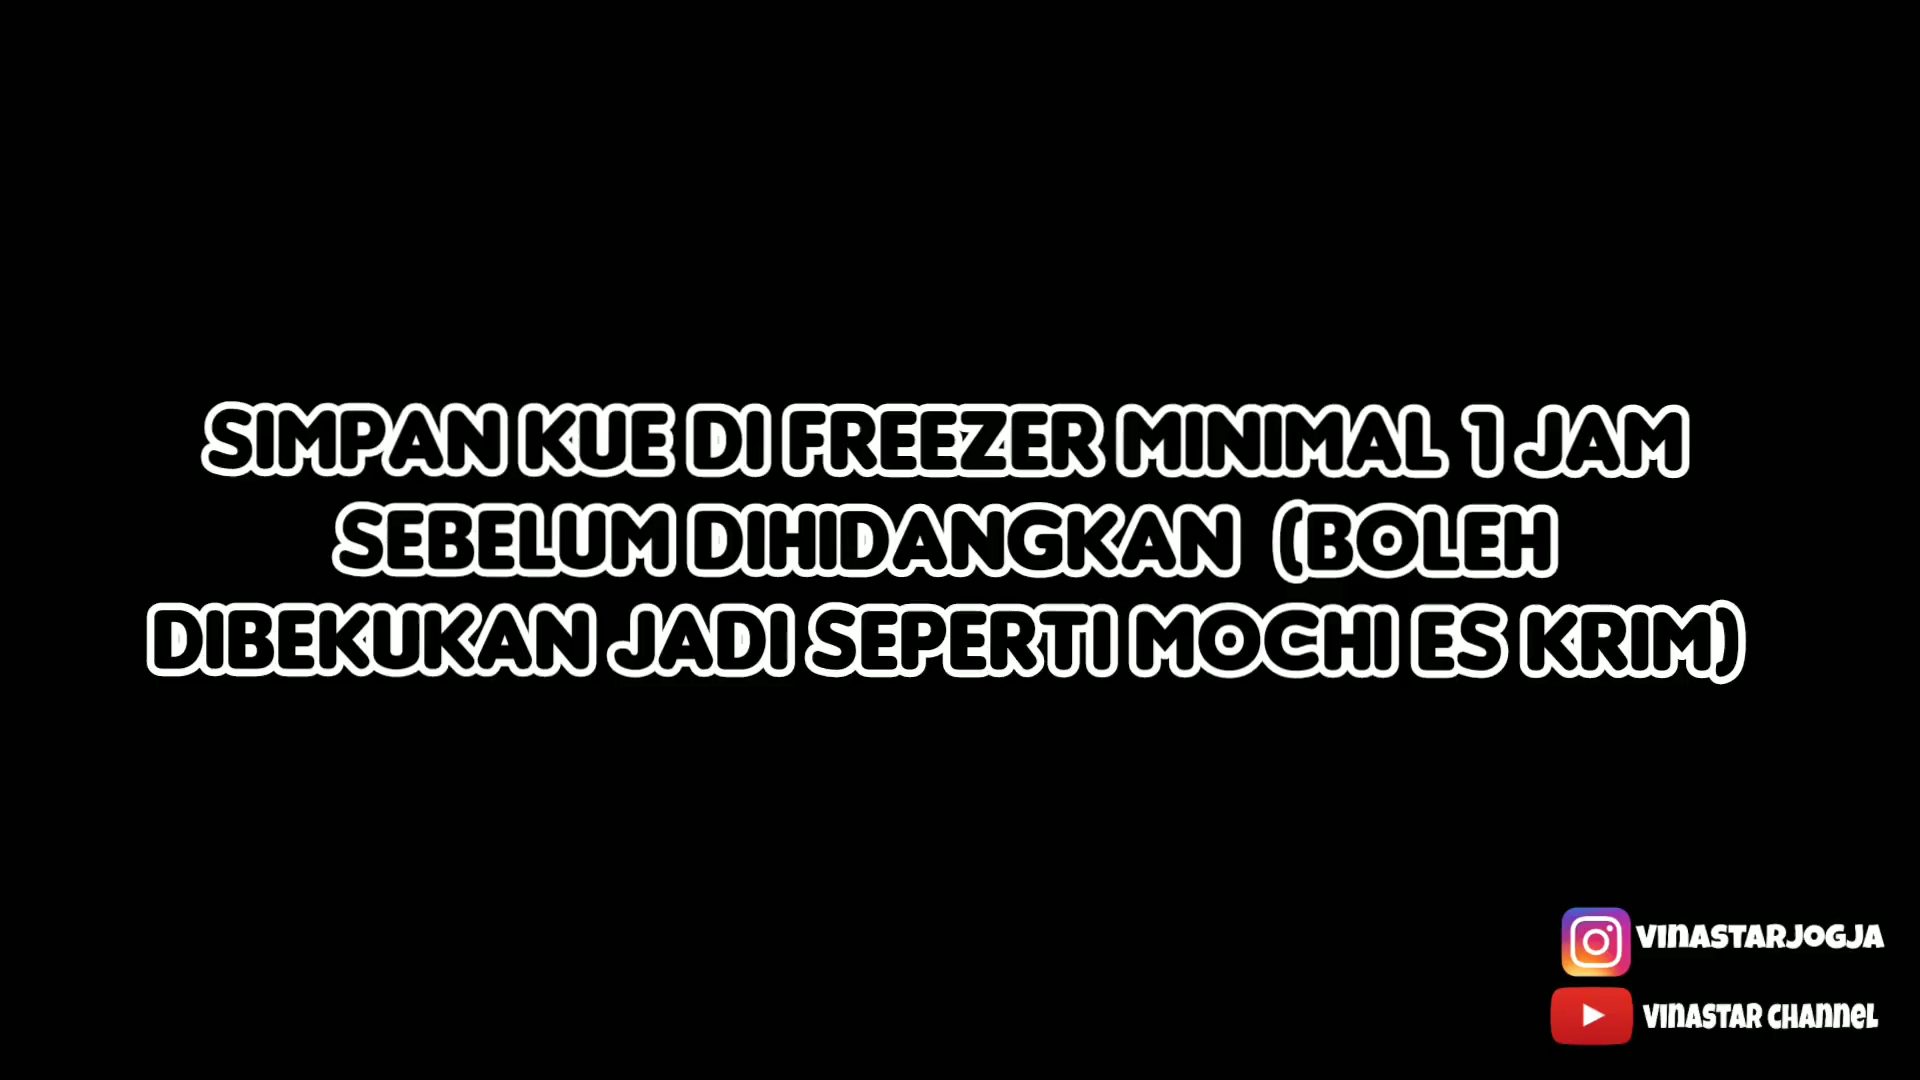 SIMPAN KUE DI FREEZER MINIMAL 1 JAM
SEBELUM DIHIDANGKAN (BOLEH
DIBEKUKAN JADI SEPERTI MOCHI ES KRIM)
VINASTARJOGJA
VINASTAR CHANNEL